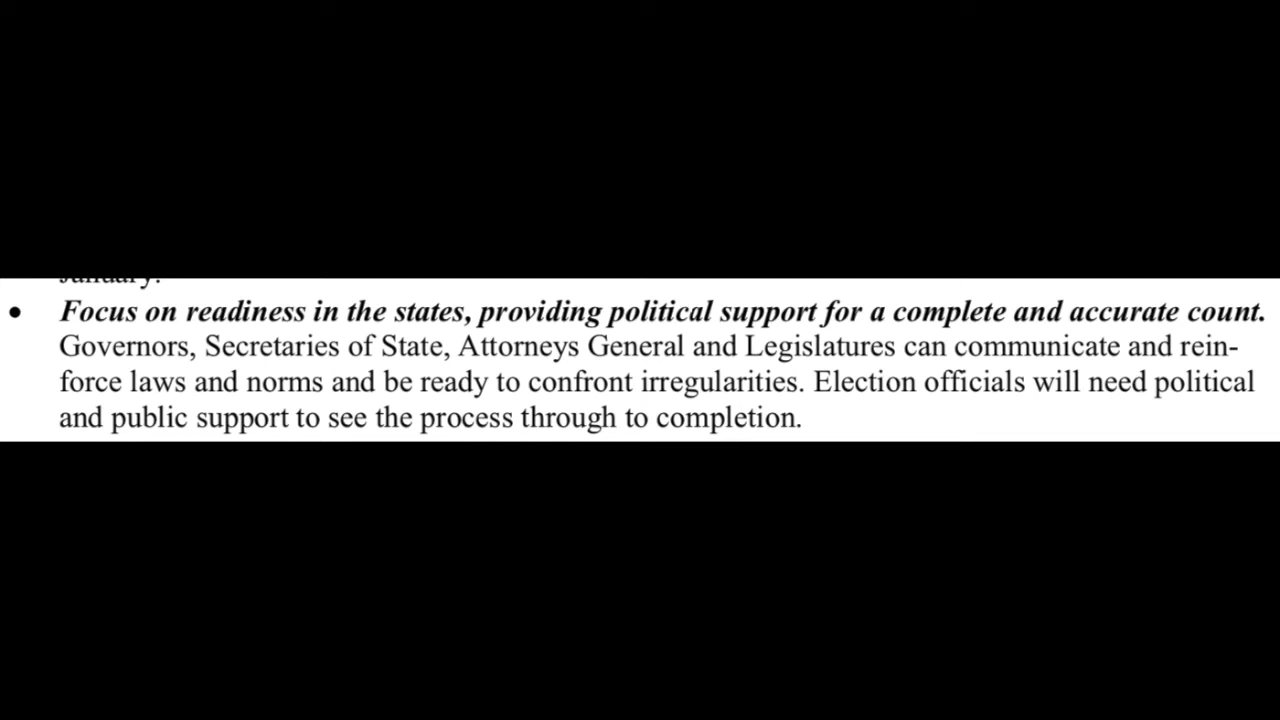 January.
• Focus on readiness in the states, providing political support for a complete and accurate count.
Governors, Secretaries of State, Attorneys General and Legislatures can communicate and rein-
force laws and norms and be ready to confront irregularities. Election officials will need political
and public support to see the process through to completion.